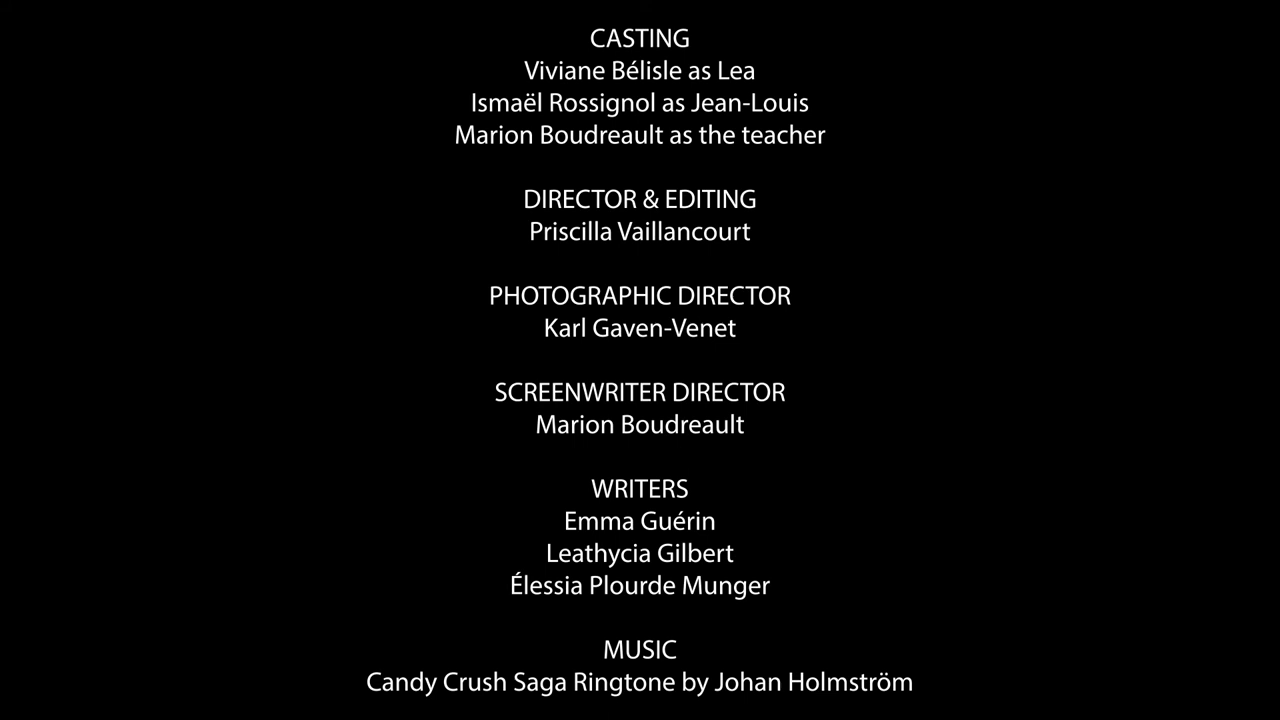 CASTING
Viviane Bélisle as Lea
Ismaël Rossignol as Jean-Louis
Marion Boudreault as the teacher
DIRECTOR & EDITING
Priscilla Vaillancourt
PHOTOGRAPHIC DIRECTOR
Karl Gaven-Venet
SCREENWRITER DIRECTOR
Marion Boudreault
WRITERS
Emma Guérin
Leathycia Gilbert
Élessia Plourde Munger
MUSIC
Candy Crush Saga Ringtone by Johan Holmström